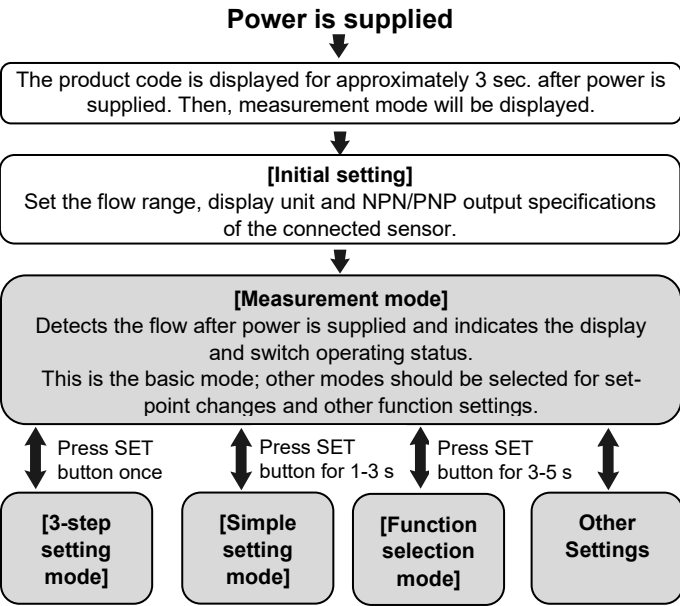 Power is supplied
The product code is displayed for approximately 3 sec. after power is
supplied. Then, measurement mode will be displayed.
[Initial setting]
Set the flow range, display unit and NPN/PNP output specifications
of the connected sensor.
[Measurement mode]
Detects the flow after power is supplied and indicates the display
and switch operating status.
This is the basic mode; other modes should be selected for set-
point changes and other function settings.
Press SET
button once
Press SET
button for 1-3 s
Press SET
button for 3-5 s
[3-step
setting
mode]
[Simple
setting
mode]
[Function
selection
mode]
Other
Settings